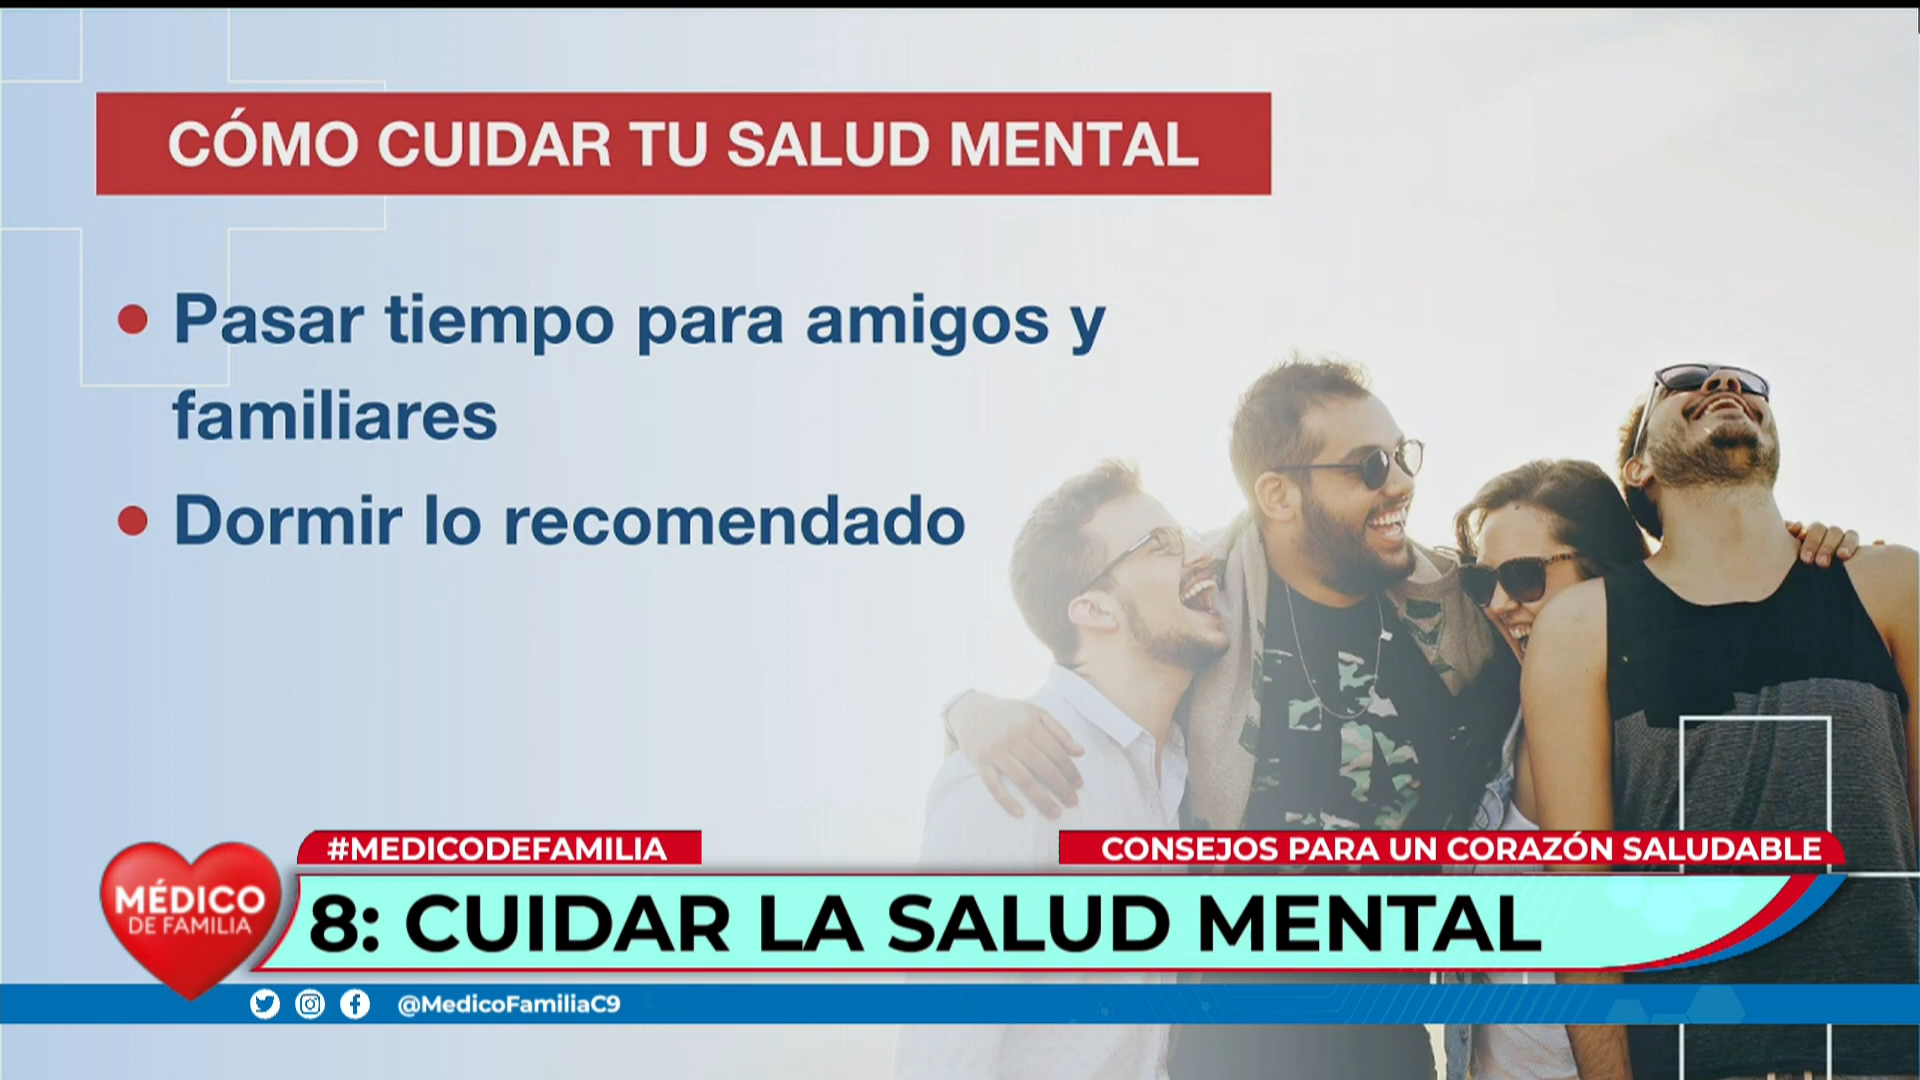 CÓMO CUIDAR TU SALUD MENTAL
• Pasar tiempo para amigos y
familiares
• Dormir lo recomendado
#MEDICODEFAMILIA
CONSEJOS PARA UN CORAZÓN SALUDABLE
MÉDICO
DE FAMILIA
8: CUIDAR LA SALUD MENTAL
@MedicoFamiliaC9